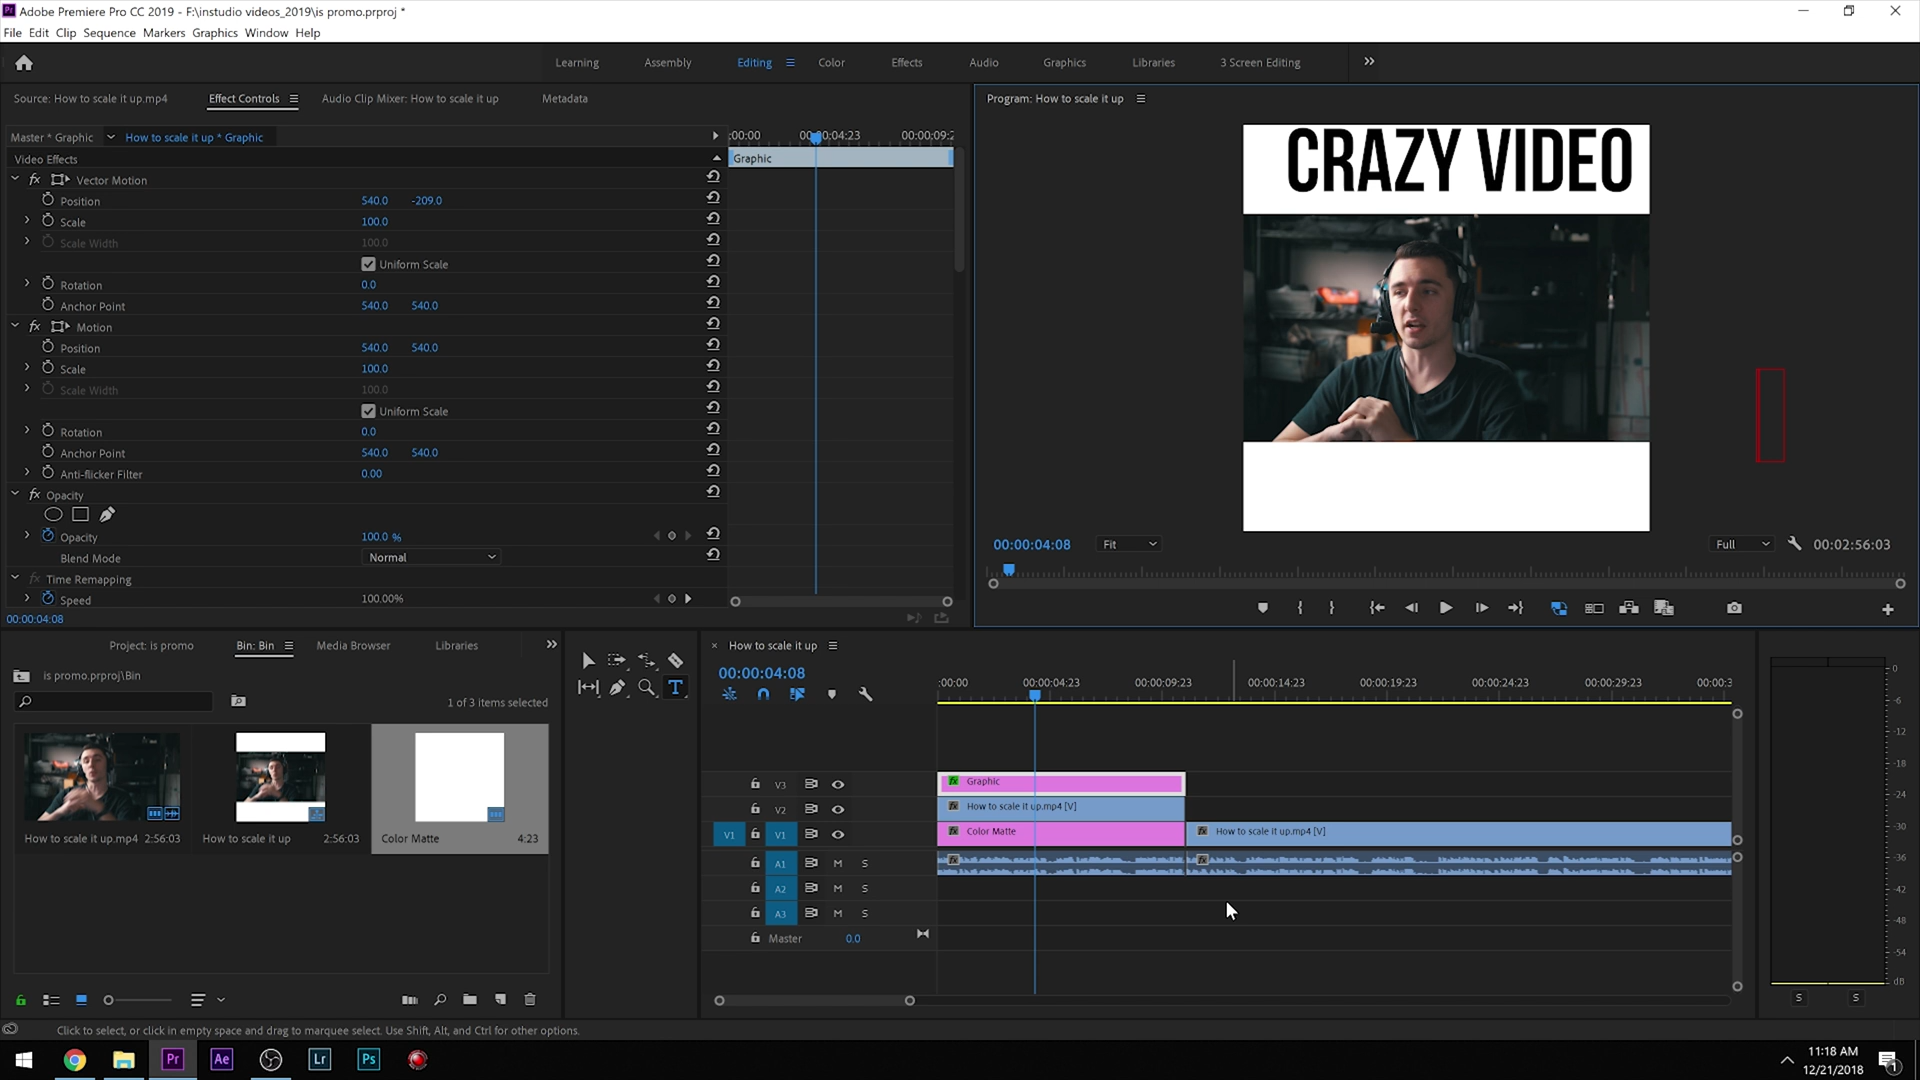 Adobe Premiere Pro CC 2019 - F:\instudio videos_2019\is promo.prproj *
File Edit Clip Sequence Markers Graphics Window Help
Learning Assembly Editing Color Effects Audio Graphics Libraries 3 Screen Editing
Source: How to scale it up.mp4 Effect Controls Audio Clip Mixer: How to scale it up Metadata
Program: How to scale it up
Master * Graphic How to scale it up * Graphic
:00:00 00:00:04:23 00:00:09:2
Video Effects
Graphic
Vector Motion
Position 540.0 -209.0
Scale 100.0
Scale Width 100.0
Uniform Scale
Rotation 0.0
Anchor Point 540.0 540.0
Motion
Position 540.0 540.0
Scale 100.0
Scale Width 100.0
Uniform Scale
Rotation 0.0
Anchor Point 540.0 540.0
Anti-flicker Filter 0.00
Opacity
Opacity 100.0 %
Blend Mode Normal
Time Remapping
Speed 100.00%
00:00:04:08
CRAZY VIDEO
00:00:04:08 Fit Full 00:02:56:03
Project: is promo Bin: Bin Media Browser Libraries
is promo.prproj\Bin
1 of 3 items selected
How to scale it up.mp4 2:56:03
How to scale it up 2:56:03
Color Matte 4:23
How to scale it up
00:00:04:08
:00:00 00:00:04:23 00:00:09:23 00:00:14:23 00:00:19:23 00:00:24:23 00:00:29:23 00:00:3
V3 Graphic
V2 How to scale it up.mp4 [V]
V1 V1 Color Matte How to scale it up.mp4 [V]
A1 M S
A2 M S
A3 M S
Master 0.0
0
-6
-12
-18
-24
-30
-36
-42
-48
-54
dB
S S
Click to select, or click in empty space and drag to marquee select. Use Shift, Alt, and Ctrl for other options.
Pr Ae Lr Ps
11:18 AM
12/21/2018
1